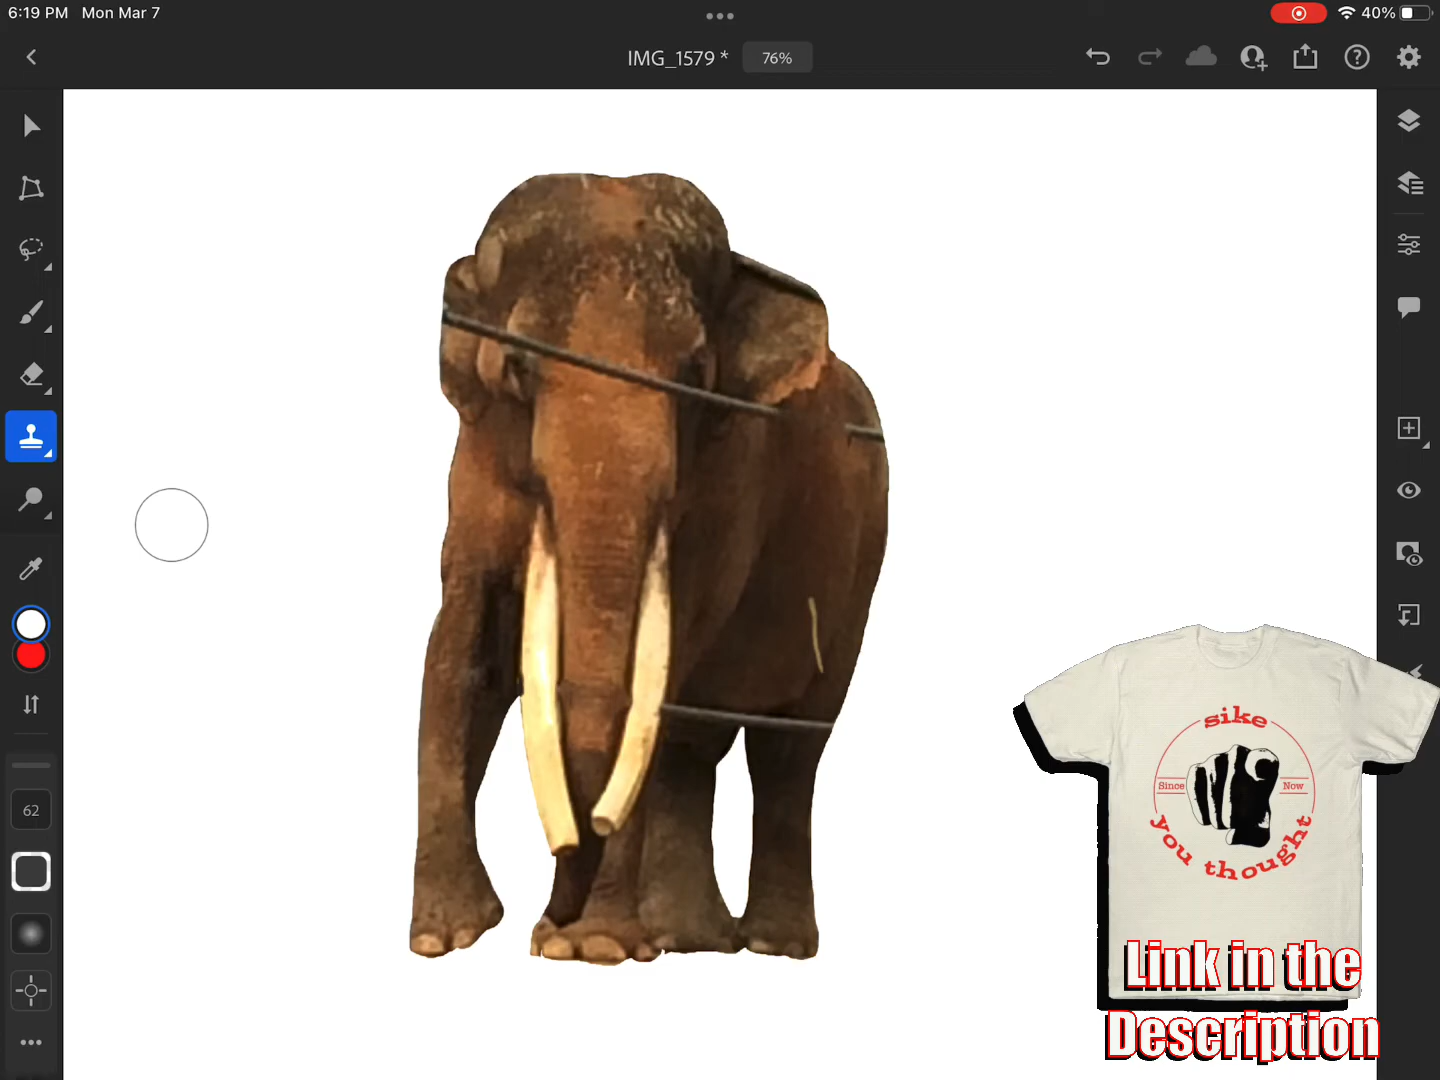 6:19 PM Mon Mar 7
40%
IMG_1579 *
76%
62
sike
Since
Now
you thought
Link in the
Description